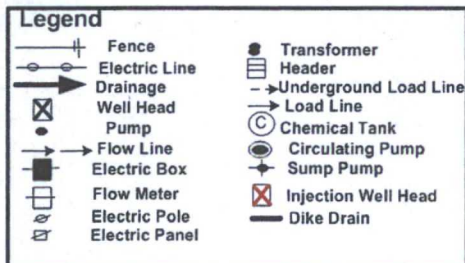 Legend
Fence
Electric Line
Drainage
Well Head
Pump
Flow Line
Electric Box
Flow Meter
Electric Pole
Electric Panel
Transformer
Header
Underground Load Line
Load Line
C Chemical Tank
Circulating Pump
Sump Pump
Injection Well Head
Dike Drain